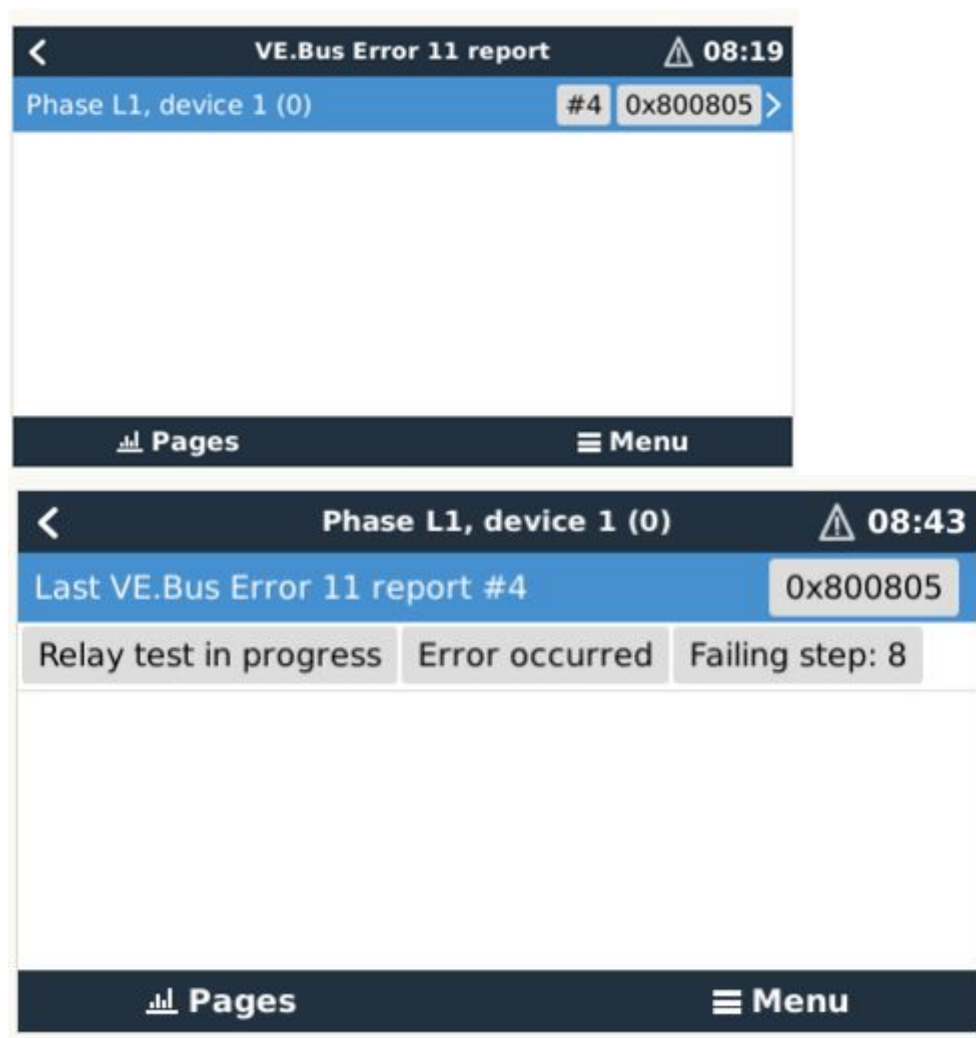 VE.Bus Error 11 report 08:19
Phase L1, device 1 (0) #4 0x800805
Pages Menu
Phase L1, device 1 (0) 08:43
Last VE.Bus Error 11 report #4 0x800805
Relay test in progress Error occurred Failing step: 8
Pages Menu